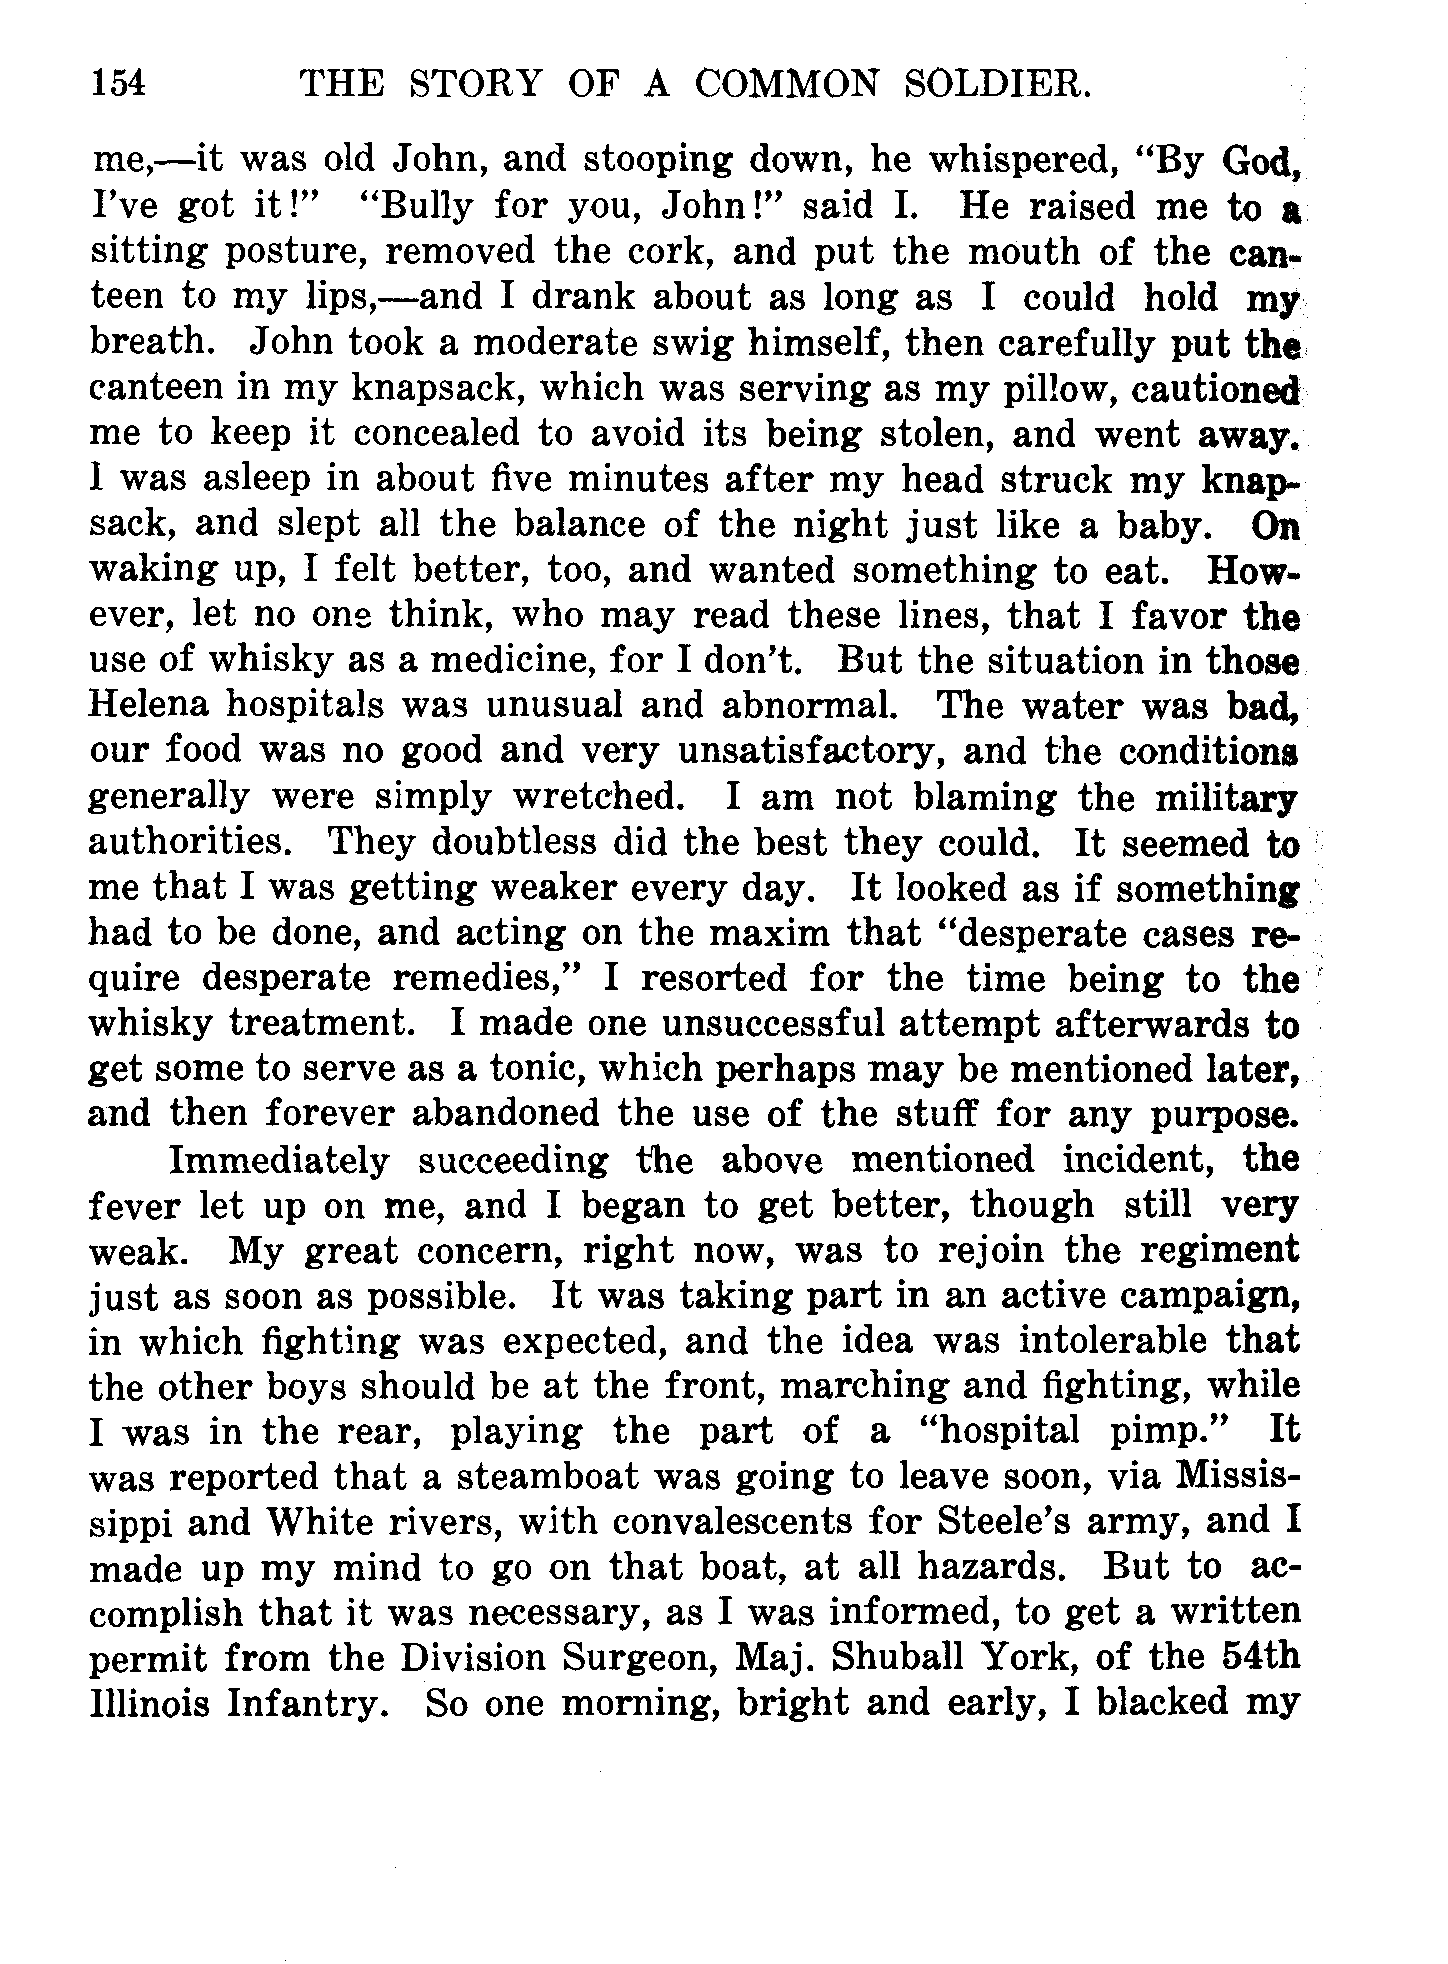 154 THE STORY OF A COMMON SOLDIER.
me,—it was old John, and stooping down, he whispered, “By God,
I’ve got it!” “Bully for you, John!” said I. He raised me to a
sitting posture, removed the cork, and put the mouth of the can-
teen to my lips,—and I drank about as long as I could hold my
breath. John took a moderate swig himself, then carefully put the
canteen in my knapsack, which was serving as my pillow, cautioned
me to keep it concealed to avoid its being stolen, and went away.
I was asleep in about five minutes after my head struck my knap-
sack, and slept all the balance of the night just like a baby. On
waking up, I felt better, too, and wanted something to eat. How-
ever, let no one think, who may read these lines, that I favor the
use of whisky as a medicine, for I don’t. But the situation in those
Helena hospitals was unusual and abnormal. The water was bad,
our food was no good and very unsatisfactory, and the conditions
generally were simply wretched. I am not blaming the military
authorities. They doubtless did the best they could. It seemed to
me that I was getting weaker every day. It looked as if something
had to be done, and acting on the maxim that “desperate cases re-
quire desperate remedies,” I resorted for the time being to the
whisky treatment. I made one unsuccessful attempt afterwards to
get some to serve as a tonic, which perhaps may be mentioned later,
and then forever abandoned the use of the stuff for any purpose.
Immediately succeeding the above mentioned incident, the
fever let up on me, and I began to get better, though still very
weak. My great concern, right now, was to rejoin the regiment
just as soon as possible. It was taking part in an active campaign,
in which fighting was expected, and the idea was intolerable that
the other boys should be at the front, marching and fighting, while
I was in the rear, playing the part of a “hospital pimp.” It
was reported that a steamboat was going to leave soon, via Missis-
sippi and White rivers, with convalescents for Steele’s army, and I
made up my mind to go on that boat, at all hazards. But to ac-
complish that it was necessary, as I was informed, to get a written
permit from the Division Surgeon, Maj. Shuball York, of the 54th
Illinois Infantry. So one morning, bright and early, I blacked my